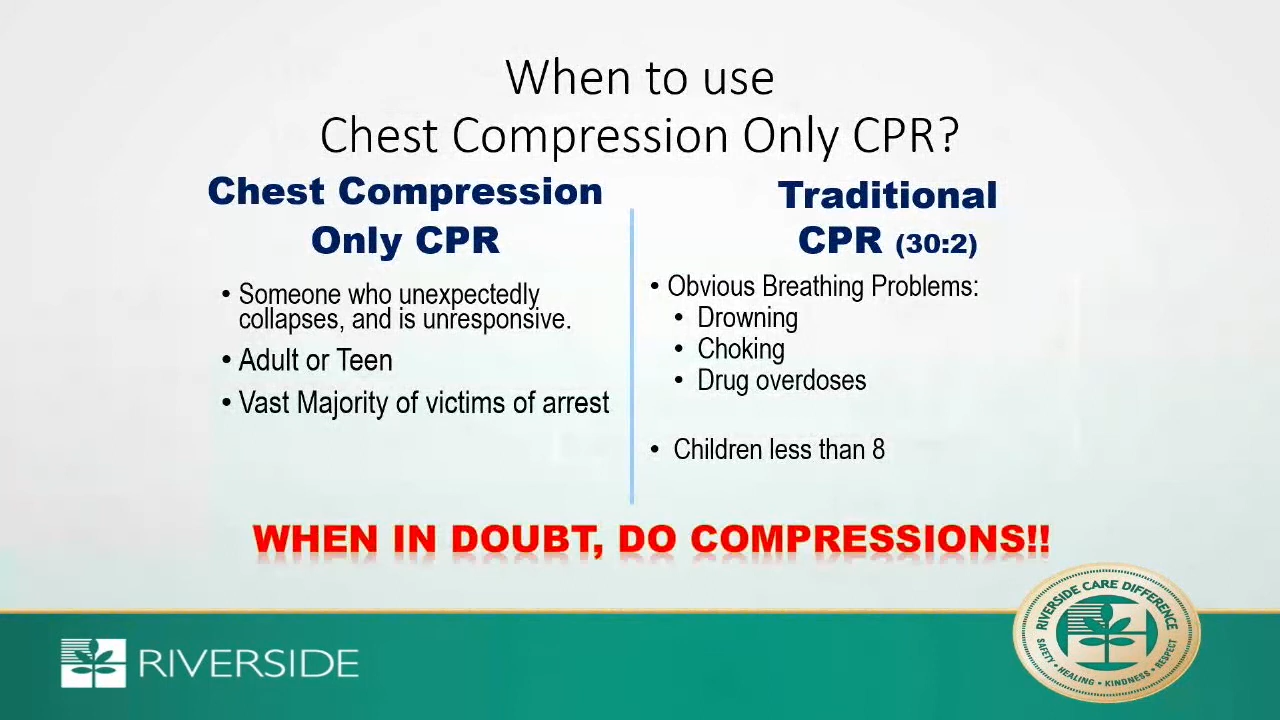 When to use
Chest Compression Only CPR?
Chest Compression
Only CPR
• Someone who unexpectedly
collapses, and is unresponsive.
• Adult or Teen
• Vast Majority of victims of arrest
Traditional
CPR (30:2)
• Obvious Breathing Problems:
• Drowning
• Choking
• Drug overdoses
• Children less than 8
WHEN IN DOUBT, DO COMPRESSIONS!!
RIVERSIDE
RIVERSIDE CARE DIFFERENCE
SAFETY • HEALING • KINDNESS • RESPECT